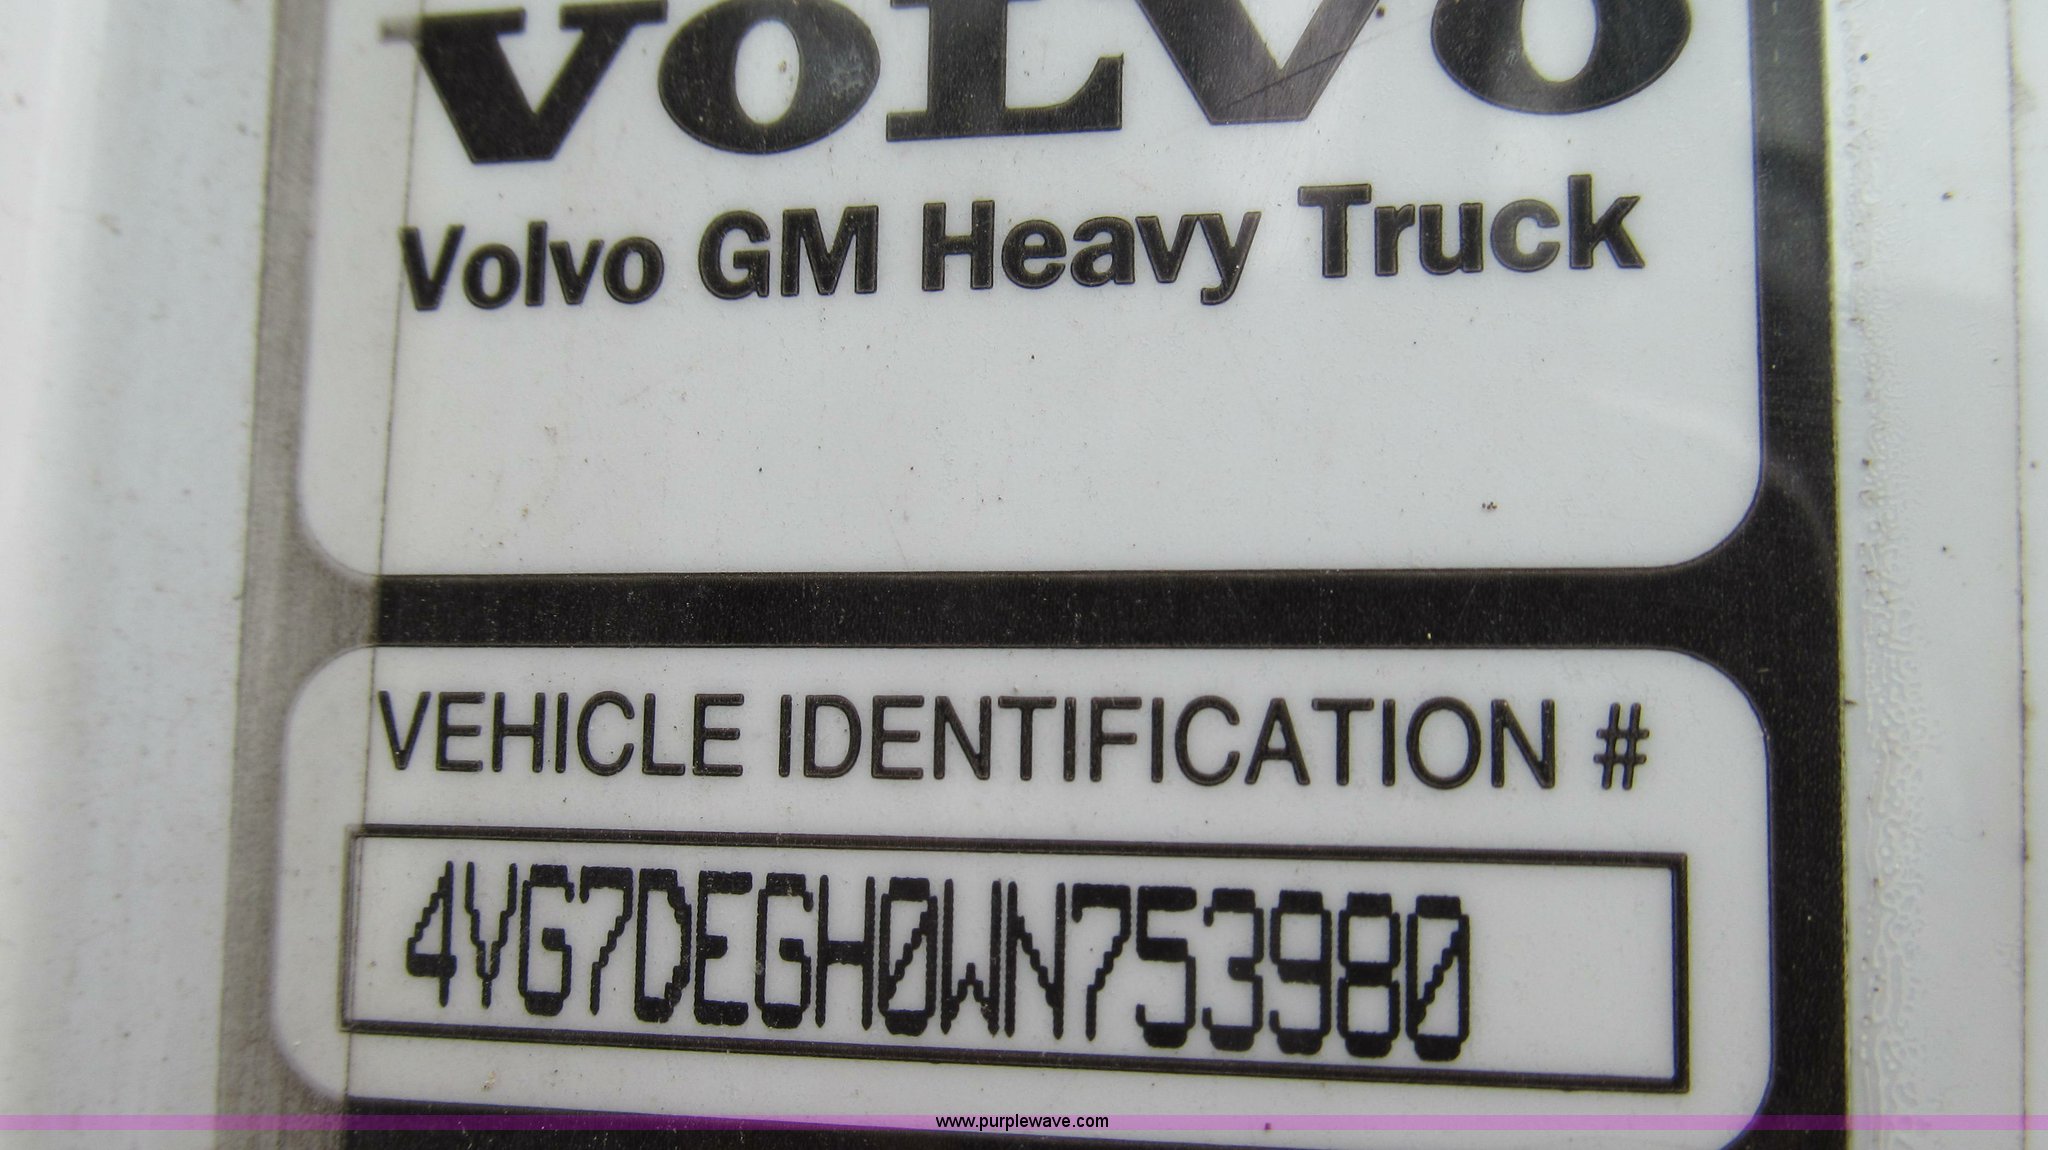 VOLVO
Volvo GM Heavy Truck
VEHICLE IDENTIFICATION #
4VG7DEGH0WN753980
www.purplewave.com